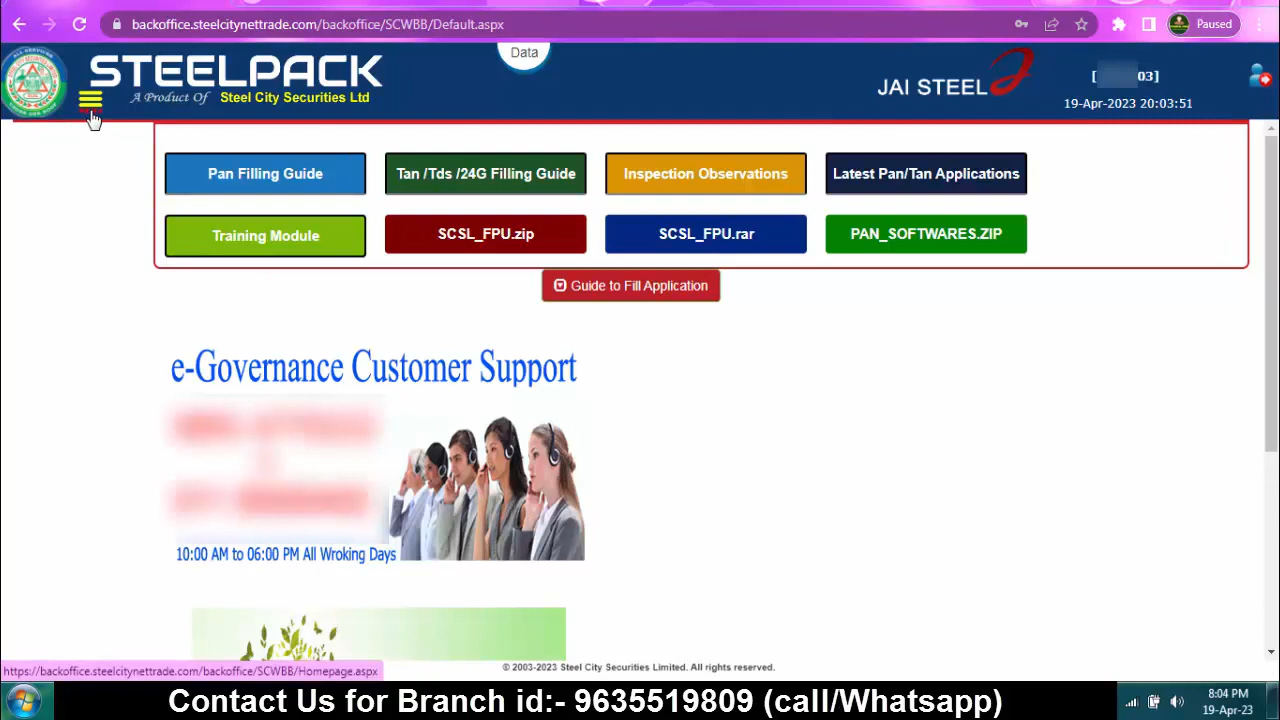 backoffice.steelcitynettrade.com/backoffice/SCWBB/Default.aspx
Paused
STEELPACK
A Product Of Steel City Securities Ltd
Data
JAI STEEL
[ 03]
19-Apr-2023 20:03:51
Pan Filling Guide
Tan /Tds /24G Filling Guide
Inspection Observations
Latest Pan/Tan Applications
Training Module
SCSL_FPU.zip
SCSL_FPU.rar
PAN_SOFTWARES.ZIP
Guide to Fill Application
e-Governance Customer Support
10:00 AM to 06:00 PM All Wroking Days
https://backoffice.steelcitynettrade.com/backoffice/SCWBB/Homepage.aspx
© 2003-2023 Steel City Securities Limited. All rights reserved.
Contact Us for Branch id:- 9635519809 (call/Whatsapp)
8:04 PM
19-Apr-23